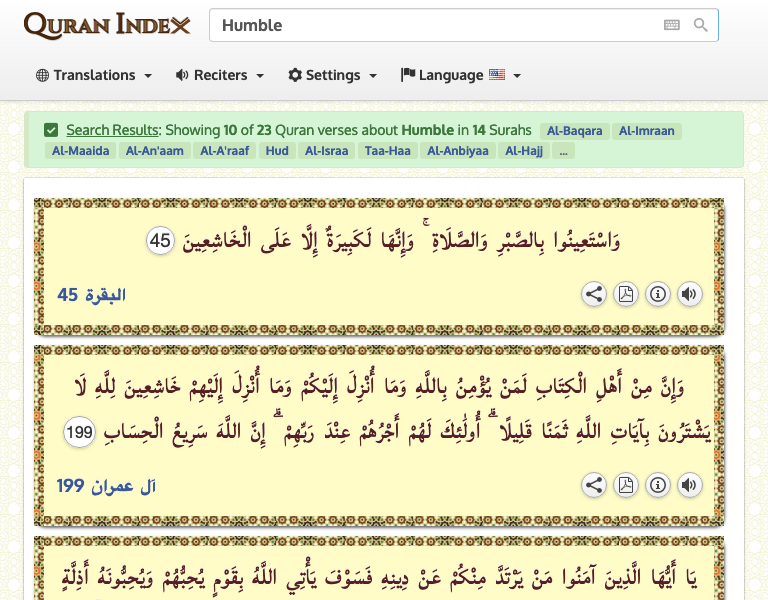 QURAN INDEX
Humble
Translations Reciters Settings Language
Search Results: Showing 10 of 23 Quran verses about Humble in 14 Surahs Al-Baqara Al-Imraan
Al-Maaida Al-An'aam Al-A'raaf Hud Al-Israa Taa-Haa Al-Anbiyaa Al-Hajj ...
وَاسْتَعِينُوا بِالصَّبْرِ وَالصَّلَاةِ ۚ وَإِنَّهَا لَكَبِيرَةٌ إِلَّا عَلَى الْخَاشِعِينَ 45
البقرة 45
وَإِنَّ مِنْ أَهْلِ الْكِتَابِ لَمَنْ يُؤْمِنُ بِاللَّهِ وَمَا أُنْزِلَ إِلَيْكُمْ وَمَا أُنْزِلَ إِلَيْهِمْ خَاشِعِينَ لِلَّهِ لَا
يَشْتَرُونَ بِآيَاتِ اللَّهِ ثَمَنًا قَلِيلًا ۗ أُولَٰئِكَ لَهُمْ أَجْرُهُمْ عِنْدَ رَبِّهِمْ ۗ إِنَّ اللَّهَ سَرِيعُ الْحِسَابِ 199
آل عمران 199
يَا أَيُّهَا الَّذِينَ آمَنُوا مَنْ يَرْتَدَّ مِنْكُمْ عَنْ دِينِهِ فَسَوْفَ يَأْتِي اللَّهُ بِقَوْمٍ يُحِبُّهُمْ وَيُحِبُّونَهُ أَذِلَّةٍ